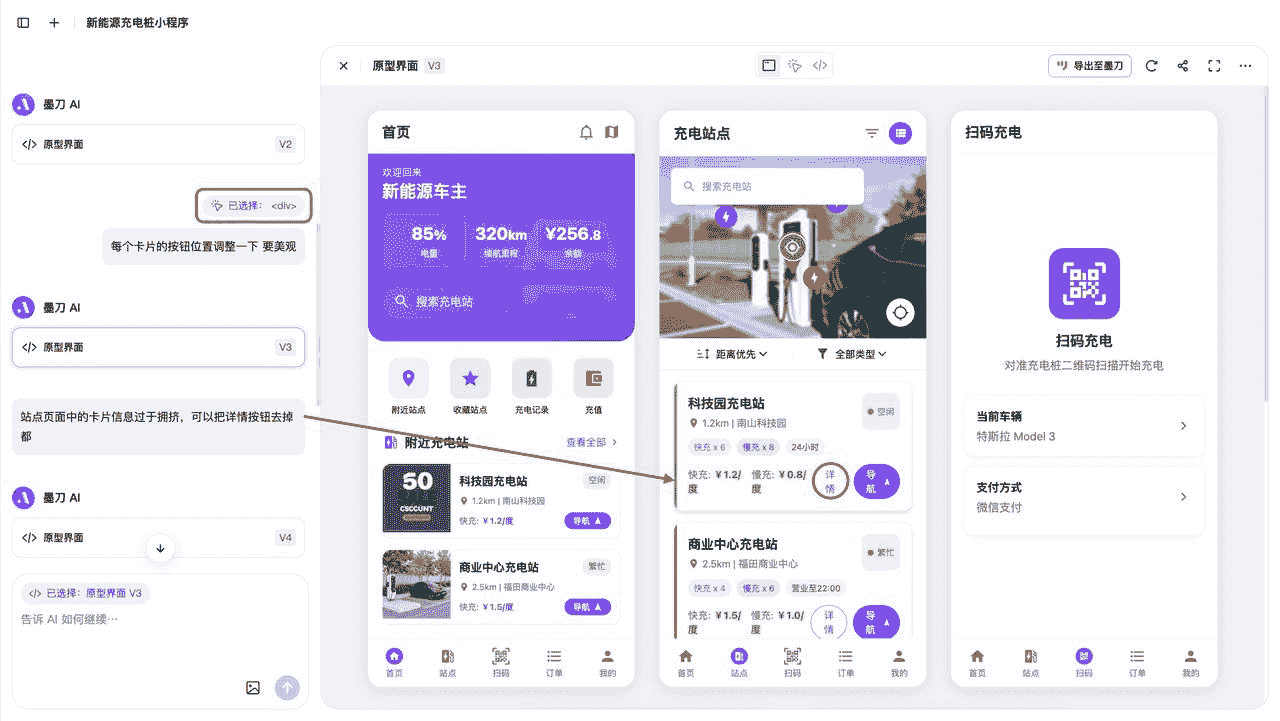 新能源充电桩小程序
墨刀 AI
</> 原型界面 V2
已选择： <div>
每个卡片的按钮位置调整一下 要美观
墨刀 AI
</> 原型界面 V3
站点页面中的卡片信息过于拥挤，可以把详情按钮去掉
都
墨刀 AI
</> 原型界面 V4
</> 已选择：原型界面 V3
告诉 AI 如何继续…
原型界面 V3
</>
导出至墨刀
首页
欢迎回来
新能源车主
85% 320km ¥256.8
电量 续航里程 余额
搜索充电站
附近站点 收藏站点 充电记录 充值
附近充电站 查看全部
SO
CSCCUNT
科技园充电站 空闲
1.2km | 南山科技园
快充: ¥1.2/度 导航
商业中心充电站 繁忙
2.5km | 福田商业中心
快充: ¥1.5/度 导航
首页 站点 扫码 订单 我的
充电站点
搜索充电站
距离优先 全部类型
科技园充电站 空闲
1.2km | 南山科技园
快充 x 6 慢充 x 8 24小时
快充: ¥1.2/ 慢充: ¥0.8/ 详 导
度 度 情 航
商业中心充电站 繁忙
2.5km | 福田商业中心
快充 x 4 慢充 x 6 营业至22:00
快充: ¥1.5/ 慢充: ¥1.0/ 详 导
度 度 情 航
首页 站点 扫码 订单 我的
扫码充电
扫码充电
对准充电桩二维码扫描开始充电
当前车辆
特斯拉 Model 3
支付方式
微信支付
首页 站点 扫码 订单 我的